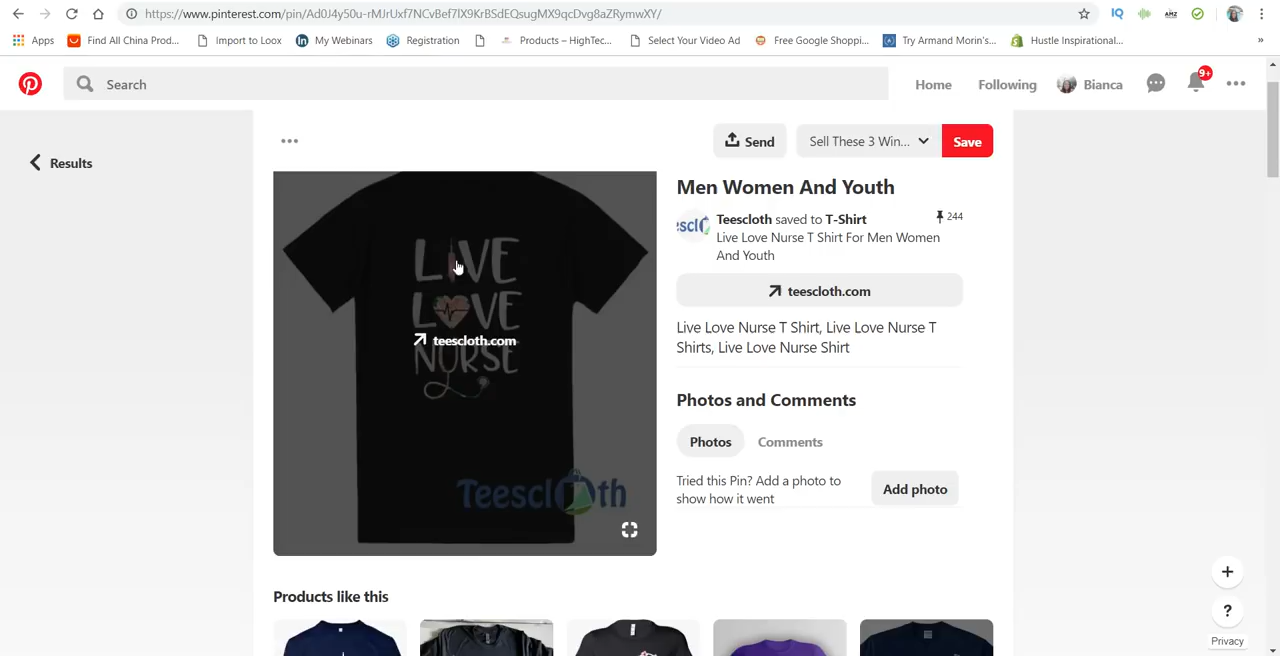 https://www.pinterest.com/pin/Ad0J4y50u-rMJrUxf7NCvBef7lX9KrBSdEQsugMX9qcDvg8aZRymwXY/
IQ
AMZ
Apps
Find All China Prod...
Import to Loox
My Webinars
Registration
Products – HighTec...
Select Your Video Ad
Free Google Shoppi...
Try Armand Morin's...
Hustle Inspirational...
»
Search
Home
Following
Bianca
9+
Results
Send
Sell These 3 Win...
Save
LIVE
LOVE
teescloth.com
NURSE
Teescloth
Men Women And Youth
Teescloth saved to T-Shirt
244
Live Love Nurse T Shirt For Men Women
And Youth
teescloth.com
Live Love Nurse T Shirt, Live Love Nurse T
Shirts, Live Love Nurse Shirt
Photos and Comments
Photos
Comments
Tried this Pin? Add a photo to
show how it went
Add photo
Products like this
+
?
Privacy